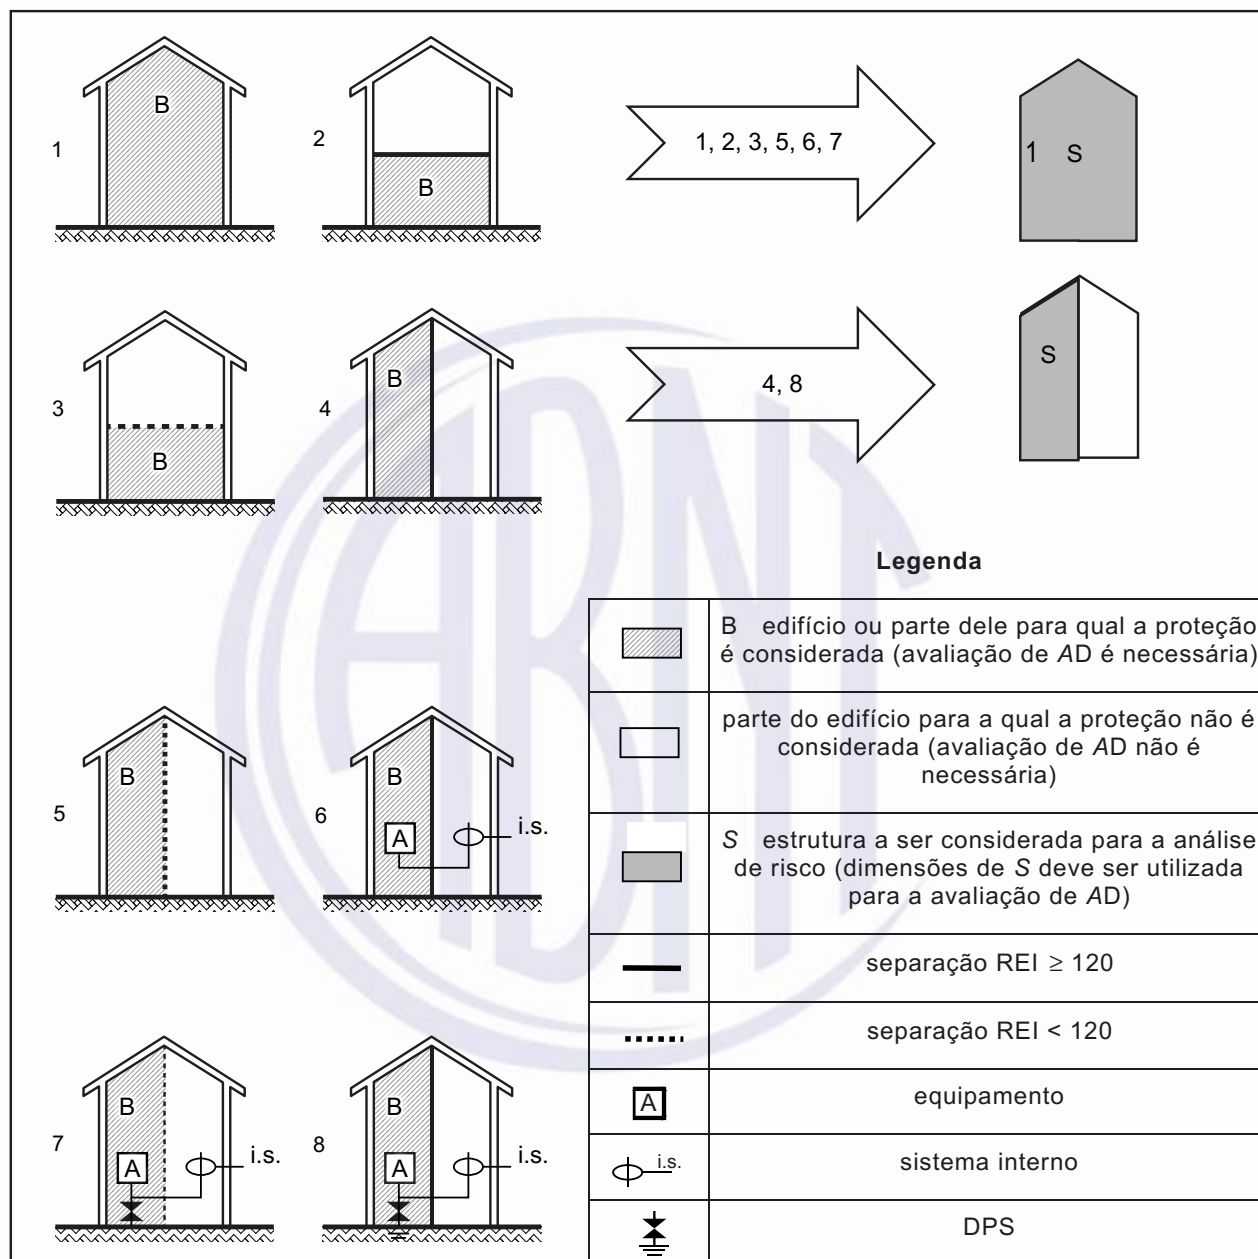 B
1
B
2
1, 2, 3, 5, 6, 7
1 S
B
3
B
4
4, 8
S
Legenda
B edifício ou parte dele para qual a proteção
é considerada (avaliação de AD é necessária)
parte do edifício para a qual a proteção não é
considerada (avaliação de AD não é
necessária)
S estrutura a ser considerada para a análise
de risco (dimensões de S deve ser utilizada
para a avaliação de AD)
separação REI ≥ 120
separação REI < 120
A
equipamento
i.s.
sistema interno
DPS
B
5
B
A
i.s.
6
B
A
i.s.
7
B
A
i.s.
8
ABNT